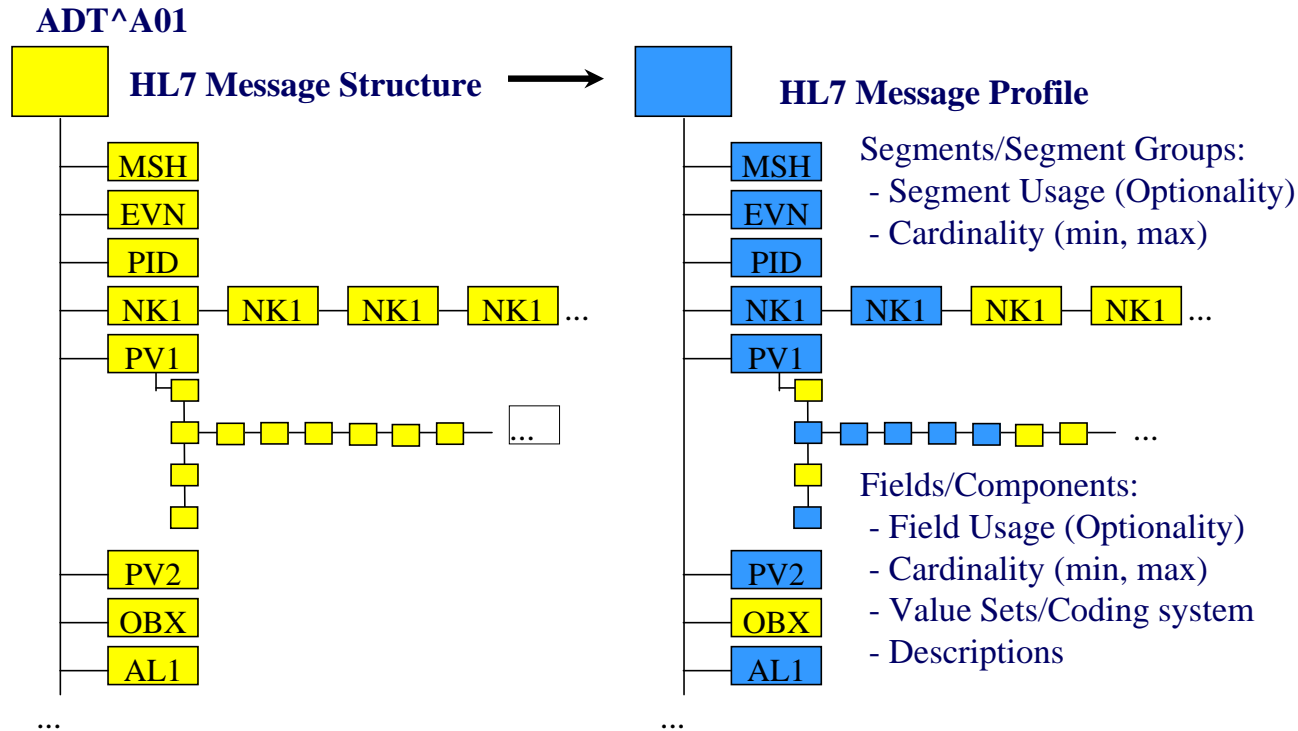 ADT^A01
HL7 Message Structure
HL7 Message Profile
MSH
EVN
PID
NK1 NK1 NK1 NK1 ...
PV1
...
PV2
OBX
AL1
...
MSH
EVN
PID
NK1 NK1 NK1 NK1 ...
PV1
...
PV2
OBX
AL1
...
Segments/Segment Groups:
- Segment Usage (Optionality)
- Cardinality (min, max)
Fields/Components:
- Field Usage (Optionality)
- Cardinality (min, max)
- Value Sets/Coding system
- Descriptions